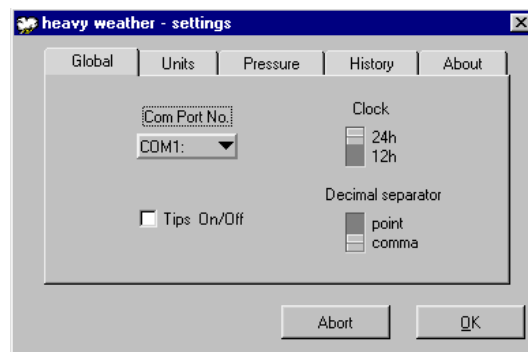 heavy weather - settings
Global Units Pressure History About
Com Port No.
COM1:
Clock
24h
12h
Tips On/Off
Decimal separator
point
comma
Abort OK